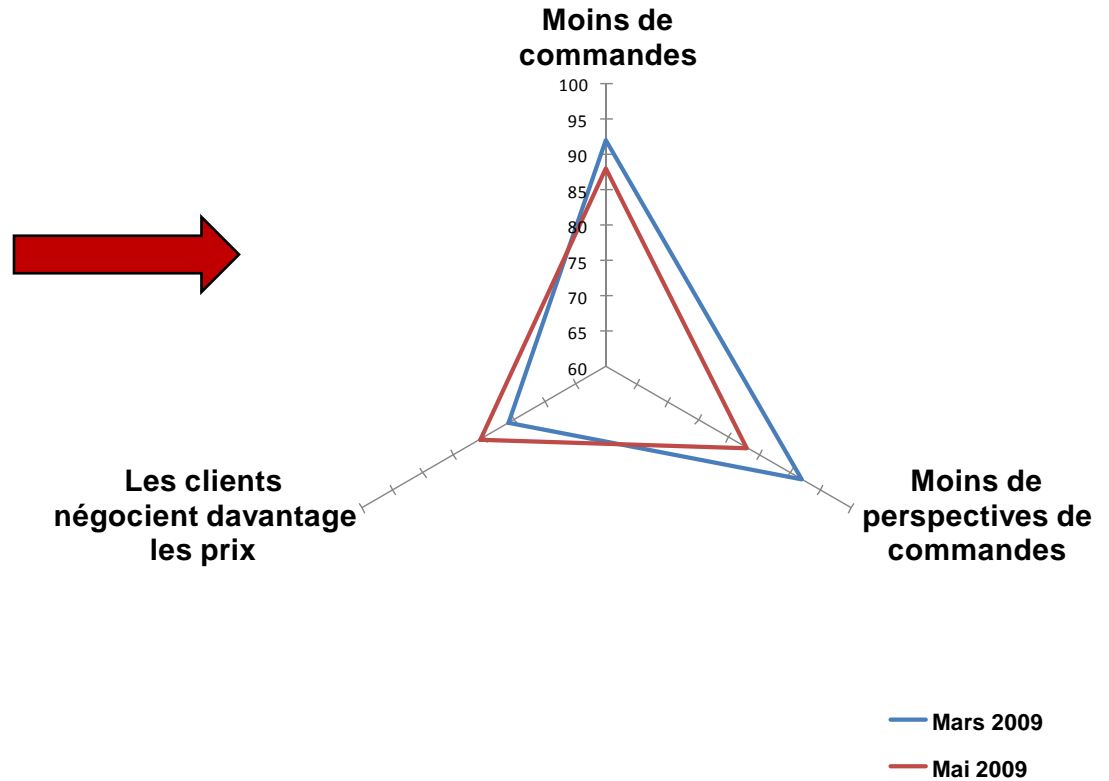 Moins de
commandes
100
95
90
85
80
75
70
65
60
Les clients
négocient davantage
les prix
Moins de
perspectives de
commandes
Mars 2009
Mai 2009